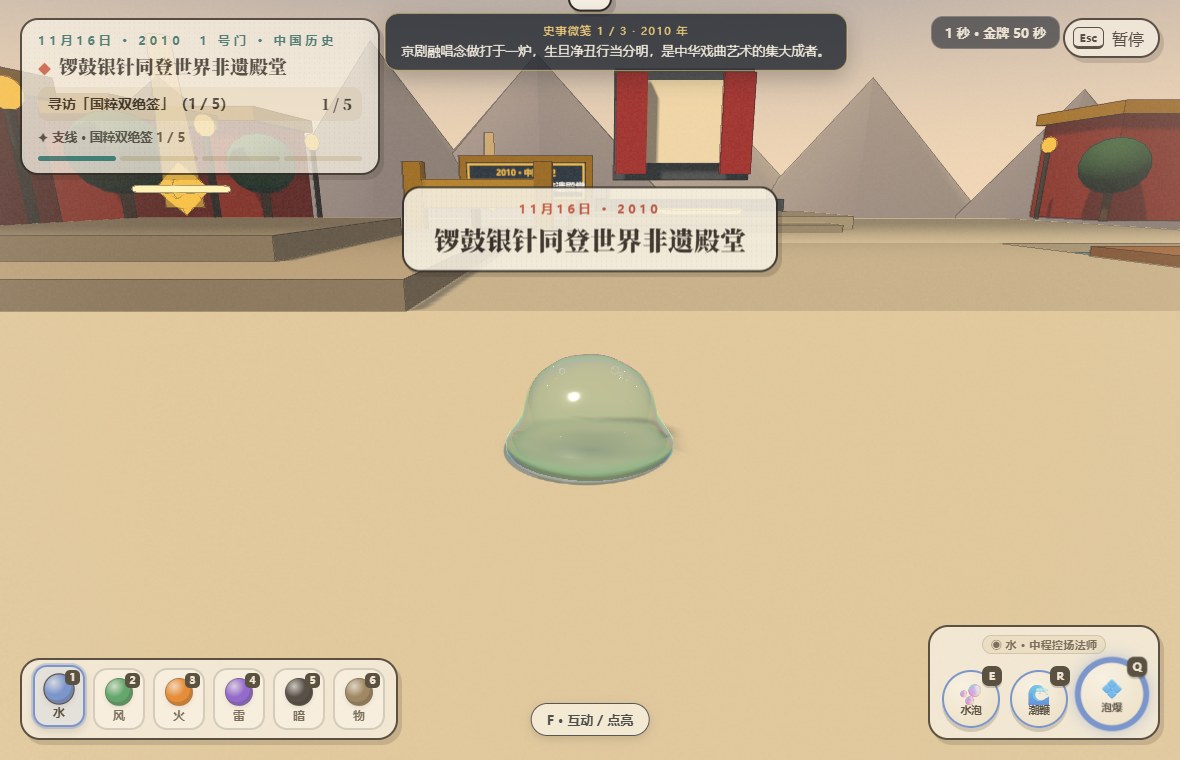 11月16日 • 2010 1 号门 • 中国历史
锣鼓银针同登世界非遗殿堂
寻访「国粹双绝签」（1 / 5） 1 / 5
✦ 支线 • 国粹双绝签 1 / 5
史事微笺 1 / 3 · 2010 年
京剧融唱念做打于一炉，生旦净丑行当分明，是中华戏曲艺术的集大成者。
1 秒 • 金牌 50 秒
Esc 暂停
2010 • 中
11月16日 • 2010
锣鼓银针同登世界非遗殿堂
1 水
2 风
3 火
4 雷
5 暗
6 物
F • 互动 / 点亮
◉ 水 • 中程控场法师
E 水泡
R 潮鞭
Q 泡爆